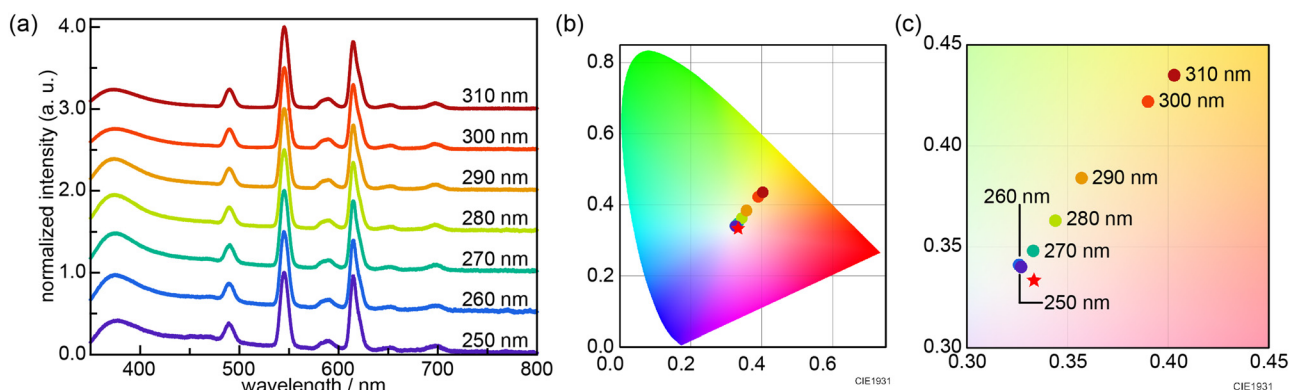 (a)
normalized intensity (a. u.)
4.0
3.0
2.0
1.0
0.0
310 nm
300 nm
290 nm
280 nm
270 nm
260 nm
250 nm
400
500
600
700
800
wavelength / nm
(b)
0.8
0.6
0.4
0.2
0.0
0.2
0.4
0.6
CIE1931
(c)
0.45
0.40
0.35
0.30
310 nm
300 nm
290 nm
260 nm
280 nm
270 nm
250 nm
0.30
0.35
0.40
0.45
CIE1931